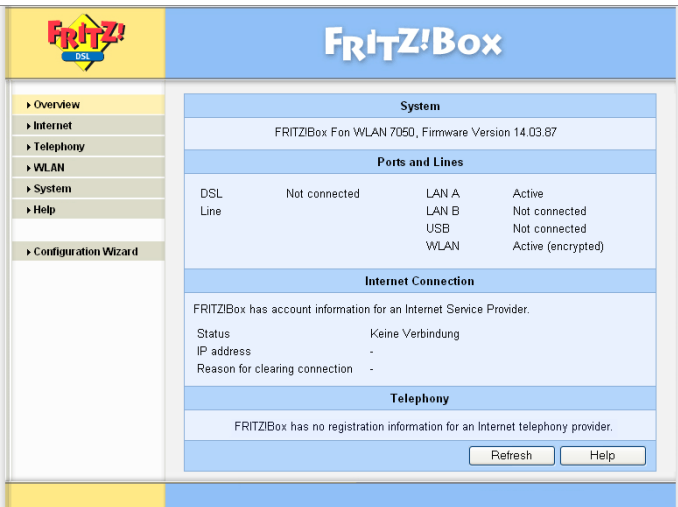 FRITZ!
DSL
FRITZ!Box
Overview
Internet
Telephony
WLAN
System
Help
Configuration Wizard
System
FRITZ!Box Fon WLAN 7050, Firmware Version 14.03.87
Ports and Lines
DSL Not connected LAN A Active
Line LAN B Not connected
USB Not connected
WLAN Active (encrypted)
Internet Connection
FRITZ!Box has account information for an Internet Service Provider.
Status Keine Verbindung
IP address -
Reason for clearing connection -
Telephony
FRITZ!Box has no registration information for an Internet telephony provider.
Refresh Help